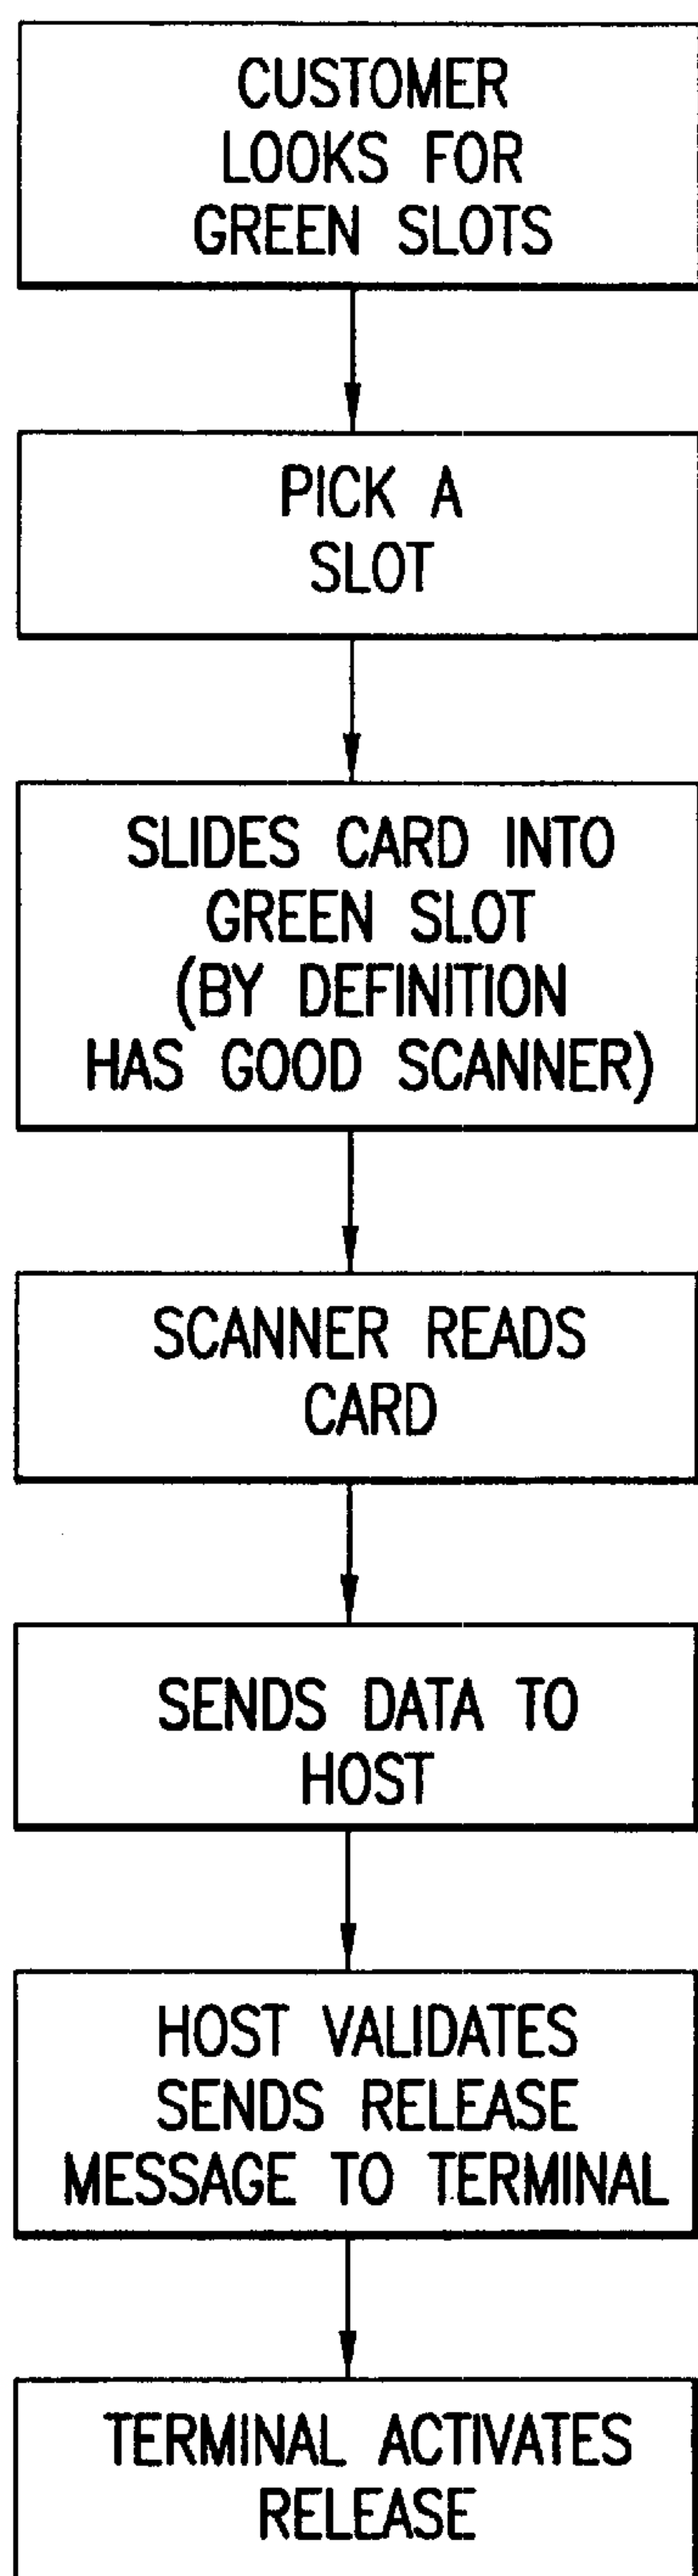 CUSTOMER
LOOKS FOR
GREEN SLOTS
PICK A
SLOT
SLIDES CARD INTO
GREEN SLOT
(BY DEFINITION
HAS GOOD SCANNER)
SCANNER READS
CARD
SENDS DATA TO
HOST
HOST VALIDATES
SENDS RELEASE
MESSAGE TO TERMINAL
TERMINAL ACTIVATES
RELEASE